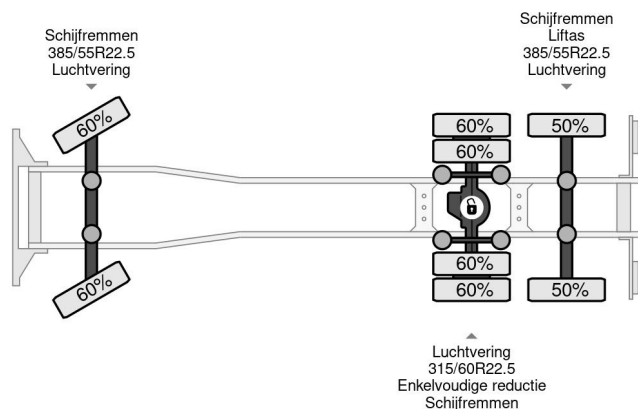 Schijfremmen
385/55R22.5
Luchtvering
Schijfremmen
Liftas
385/55R22.5
Luchtvering
60%
60%
50%
60%
60%
60%
60%
50%
Luchtvering
315/60R22.5
Enkelvoudige reductie
Schijfremmen